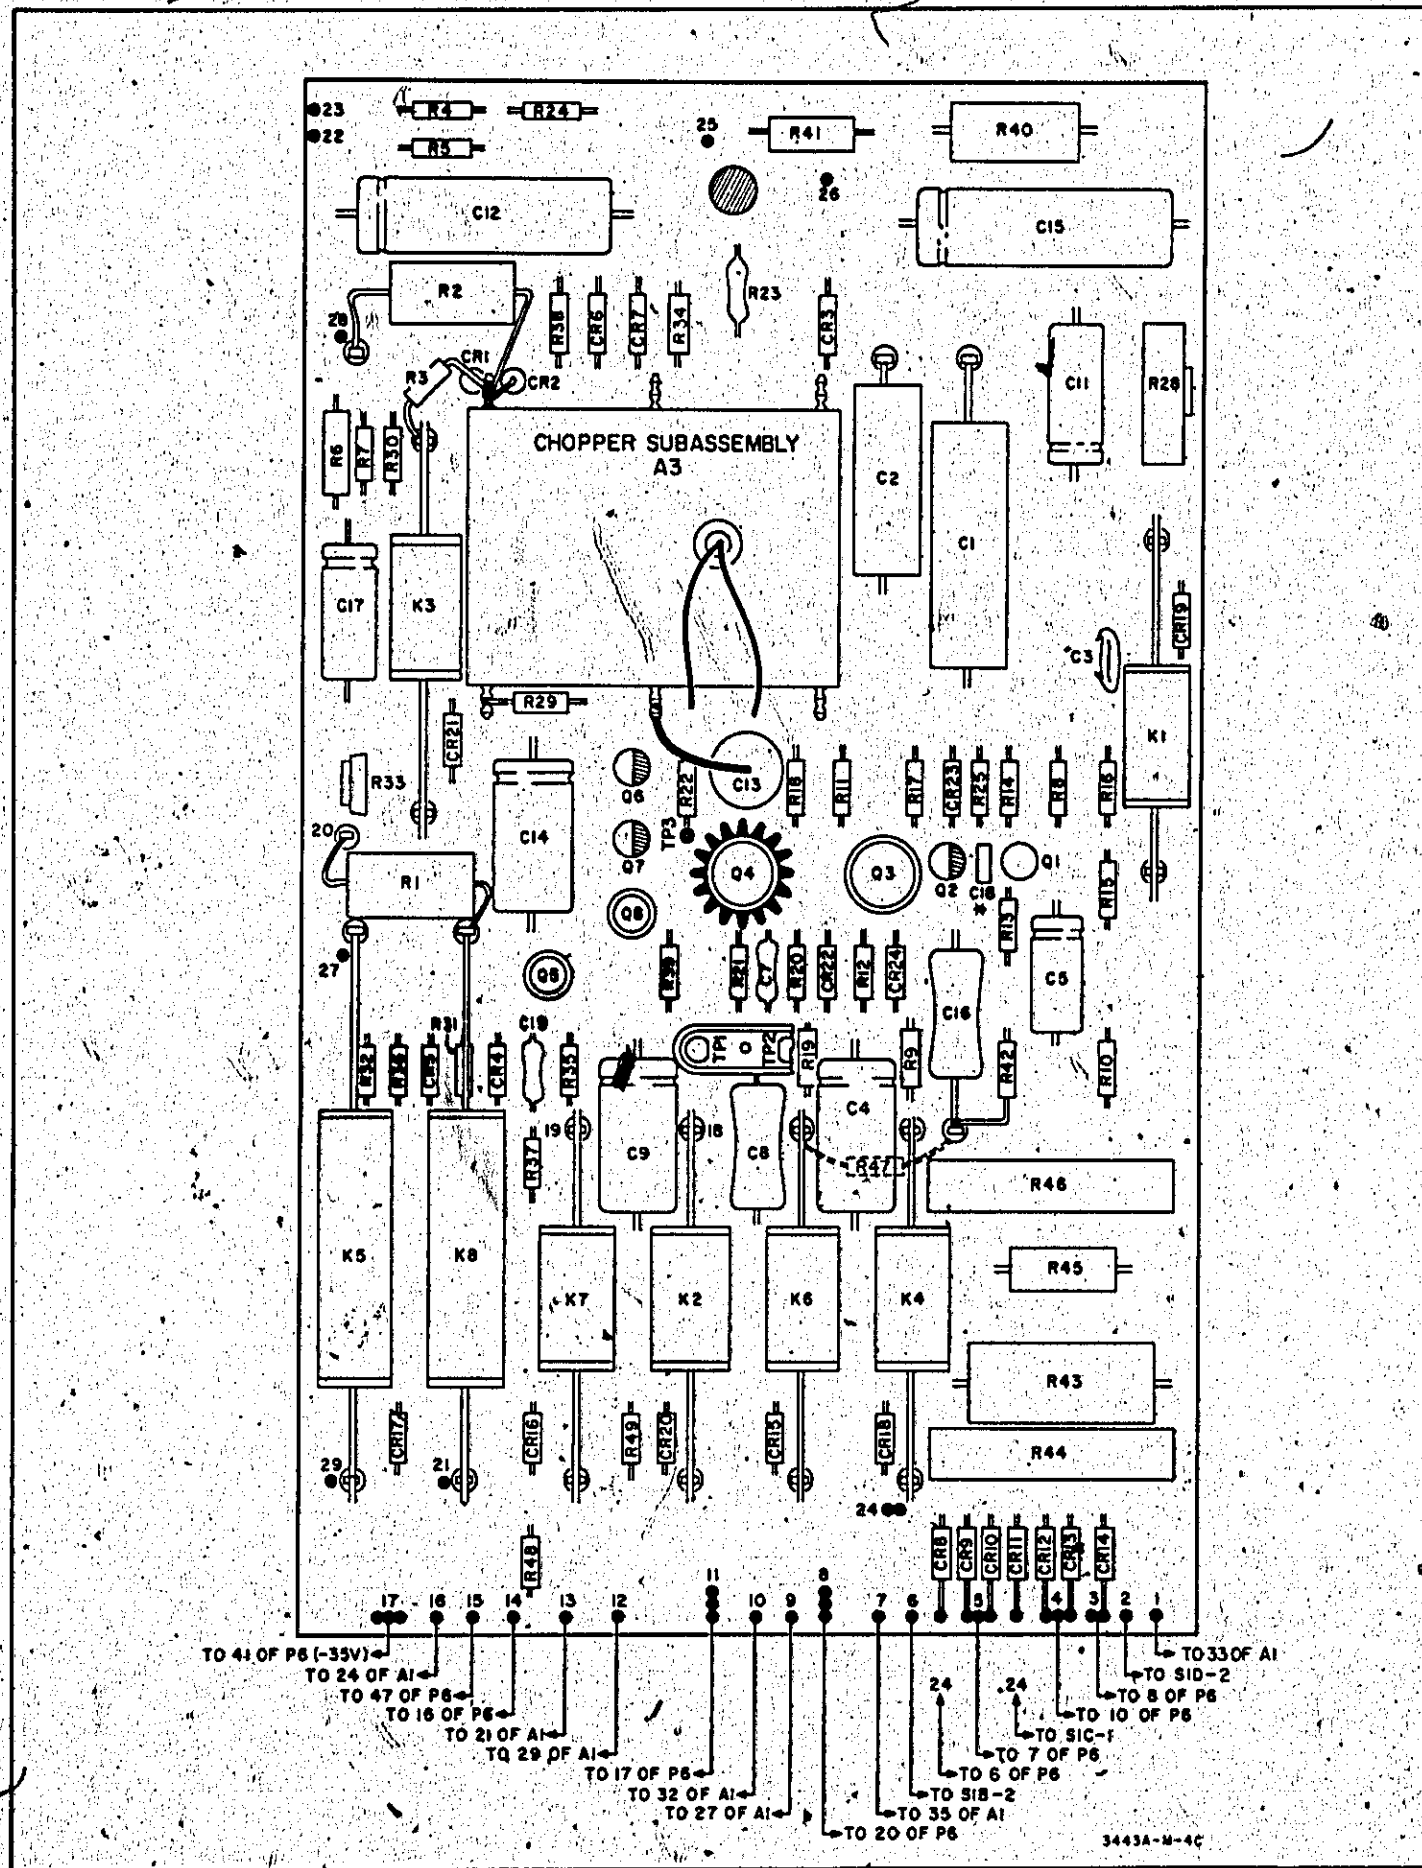 23
R4
R24
22
R5
25
R41
R40
26
C12
C15
R2
R38
CR6
CR7
R34
R23
CR3
28
CR1
R3
CR2
C11
R28
R6
R7
R30
CHOPPER SUBASSEMBLY
A3
C2
C1
C17
K3
CR19
C3
K1
R29
CR21
R33
C14
Q6
R22
C13
R18
R11
R17
CR23
R25
R14
R8
R16
20
Q7
TP3
R1
Q4
Q3
Q2
C18
*
Q1
R15
Q8
R13
27
Q5
R39
R21
C7
R20
CR22
R12
CR24
C16
C5
R32
R36
CR5
R31
CR4
C19
R35
TP1
TP2
R19
R9
R42
R10
19
18
C4
R37
C9
C8
R47
R46
K5
K8
R45
K7
K2
K6
K4
R43
CR17
CR16
R49
CR20
CR15
CR18
R44
29
21
24
R48
CR8
CR9
CR10
CR11
CR12
CR13
CR14
17
16
15
14
13
12
11
10
9
8
7
6
5
4
3
2
1
TO 41 OF P6 (-35V)
TO 33 OF A1
TO 24 OF A1
TO S1D-2
TO 47 OF P6
24
24
TO 8 OF P6
TO 16 OF P6
TO 10 OF P6
TO 21 OF A1
TO S1C-1
TO 29 OF A1
TO 7 OF P6
TO 17 OF P6
TO 6 OF P6
TO 32 OF A1
TO S1B-2
TO 27 OF A1
TO 35 OF A1
TO 20 OF P6
3443A-M-4C